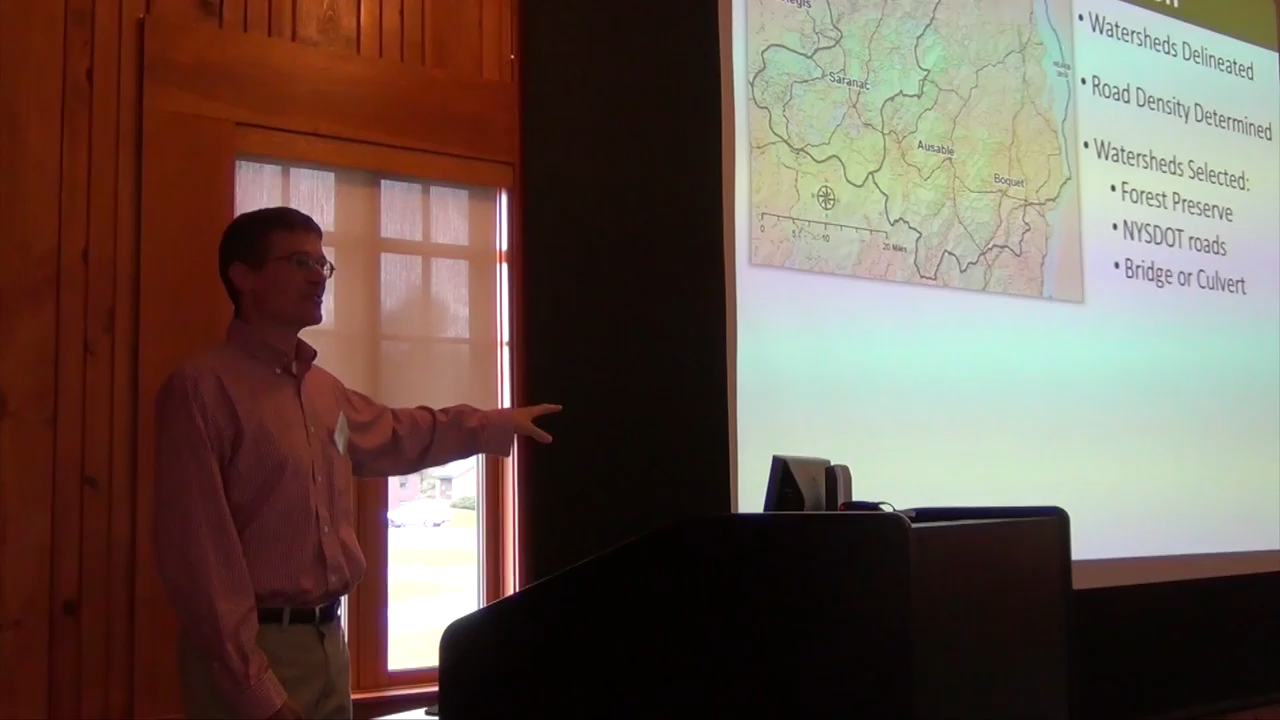 • Watersheds Delineated
• Road Density Determined
• Watersheds Selected:
• Forest Preserve
• NYSDOT roads
• Bridge or Culvert
Saranac
Ausable
Boquet
0 5 10 20 Miles